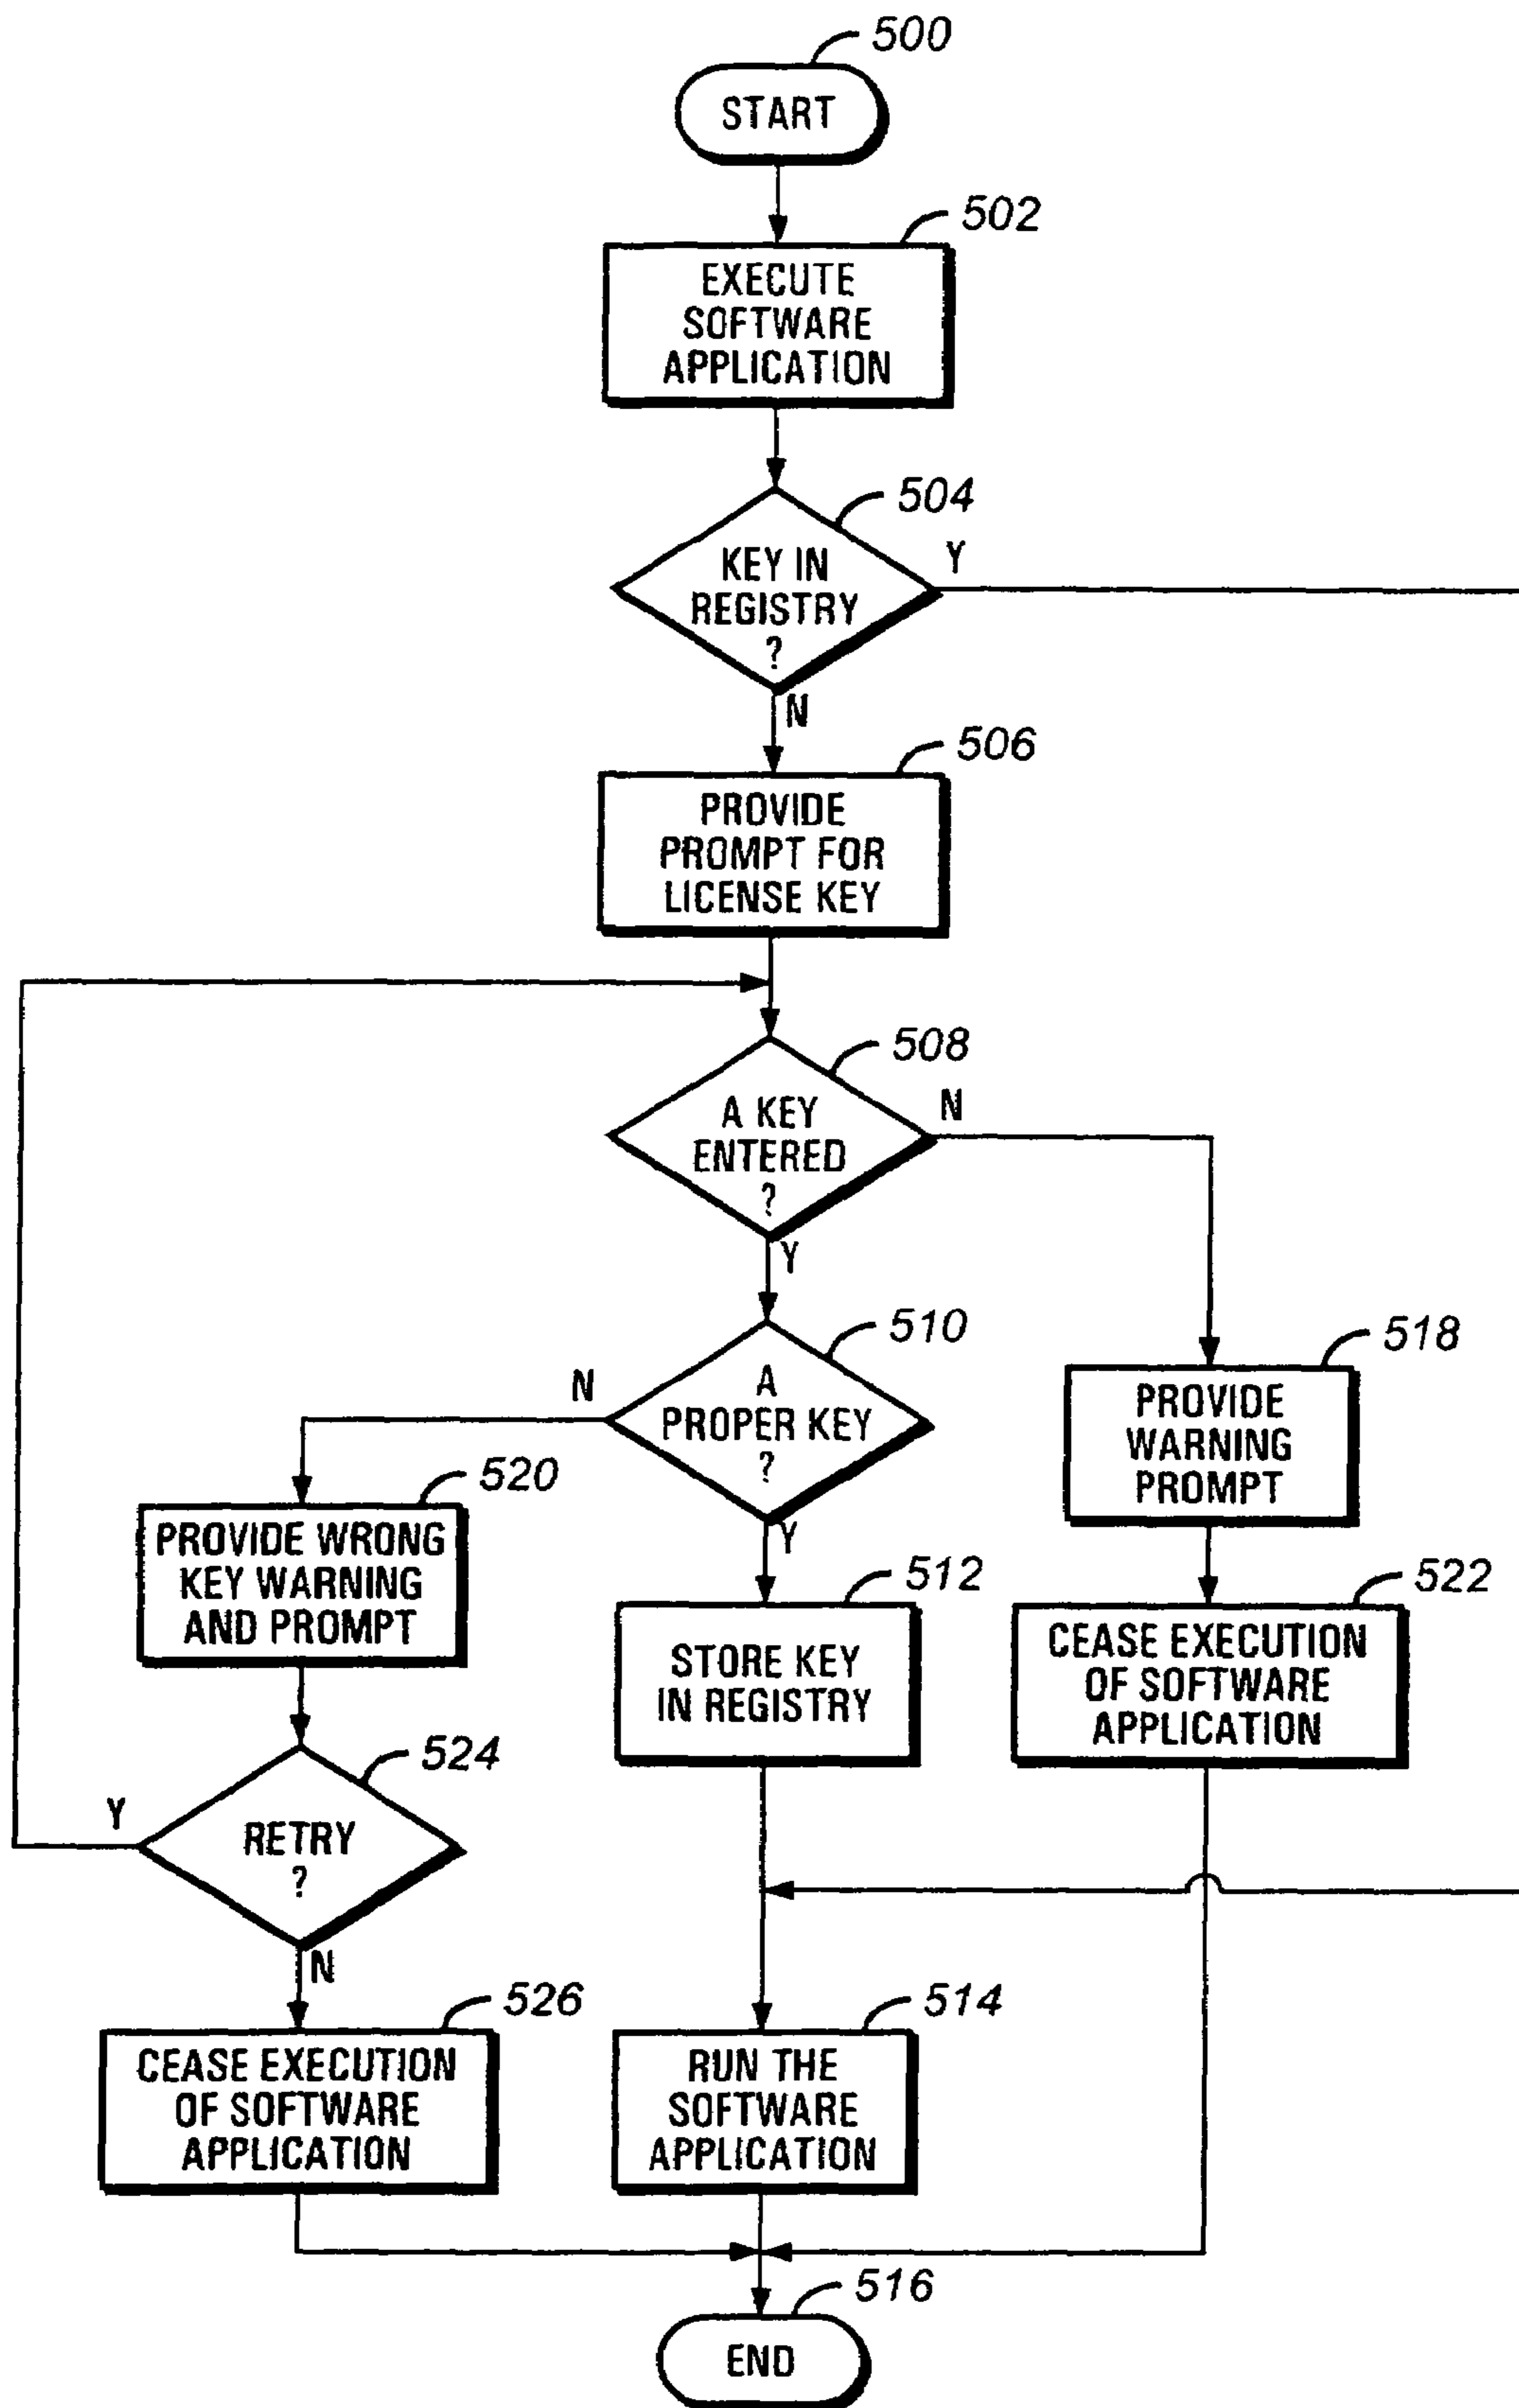 500
START
502
EXECUTE
SOFTWARE
APPLICATION
504
KEY IN
REGISTRY
?
Y
N
506
PROVIDE
PROMPT FOR
LICENSE KEY
508
A KEY
ENTERED
?
N
Y
510
A
PROPER KEY
?
N
Y
518
PROVIDE
WARNING
PROMPT
520
PROVIDE WRONG
KEY WARNING
AND PROMPT
512
STORE KEY
IN REGISTRY
522
CEASE EXECUTION
OF SOFTWARE
APPLICATION
524
RETRY
?
Y
N
526
CEASE EXECUTION
OF SOFTWARE
APPLICATION
514
RUN THE
SOFTWARE
APPLICATION
516
END